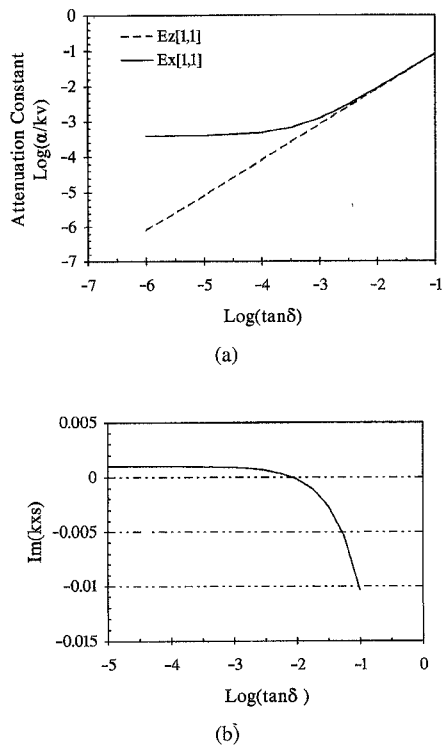 -1
0
-1
-2
-3
-4
-5
-6
-7
Attenuation Constant
Log(α/kv)
Ez[1,1]
Ex[1,1]
-7 -6 -5 -4 -3 -2 -1
Log(tanδ)
(a)
0.005
0
-0.005
-0.01
-0.015
Im(kxs)
-5 -4 -3 -2 -1 0
Log(tanδ )
(b)